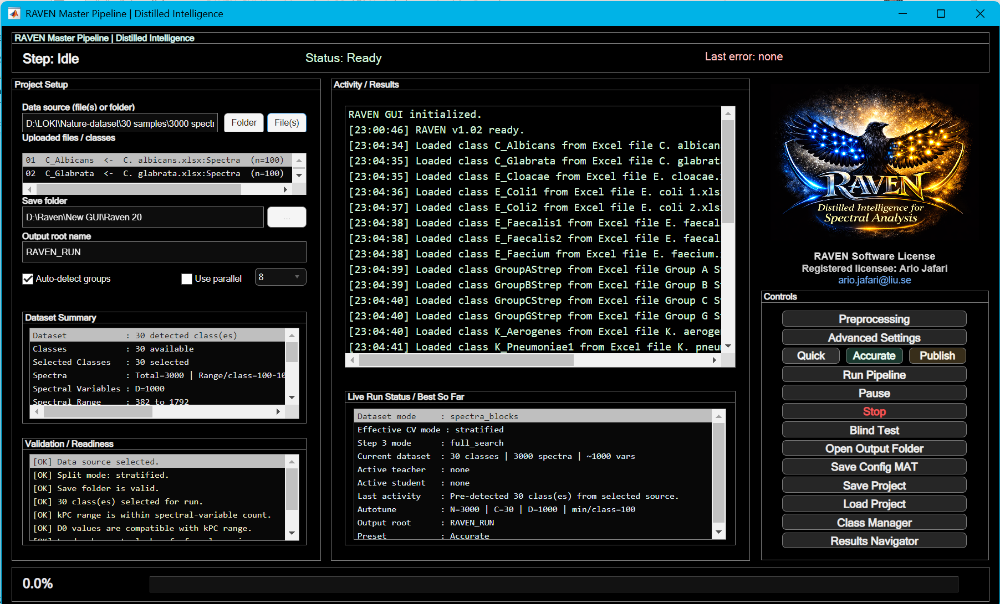 RAVEN Master Pipeline | Distilled Intelligence
RAVEN Master Pipeline | Distilled Intelligence
Step: Idle
Status: Ready
Last error: none
Project Setup
Data source (file(s) or folder)
D:\LOKI\Nature-dataset\30 samples\3000 spectr
Folder
File(s)
Uploaded files / classes
01 C_Albicans <- C. albicans.xlsx:Spectra (n=100)
02 C_Glabrata <- C. glabrata.xlsx:Spectra (n=100)
Save folder
D:\Raven\New GUI\Raven 20
...
Output root name
RAVEN_RUN
Auto-detect groups
Use parallel
8
Dataset Summary
Dataset : 30 detected class(es)
Classes : 30 available
Selected Classes : 30 selected
Spectra : Total=3000 | Range/class=100-10
Spectral Variables : D=1000
Spectral Range : 382 to 1792
Validation / Readiness
[OK] Data source selected.
[OK] Split mode: stratified.
[OK] Save folder is valid.
[OK] 30 class(es) selected for run.
[OK] kPC range is within spectral-variable count.
[OK] D0 values are compatible with kPC range.
Activity / Results
RAVEN GUI initialized.
[23:00:46] RAVEN v1.02 ready.
[23:04:34] Loaded class C_Albicans from Excel file C. albican
[23:04:35] Loaded class C_Glabrata from Excel file C. glabrat
[23:04:35] Loaded class E_Cloacae from Excel file E. cloacae.
[23:04:36] Loaded class E_Coli1 from Excel file E. coli 1.xls
[23:04:37] Loaded class E_Coli2 from Excel file E. coli 2.xls
[23:04:38] Loaded class E_Faecalis1 from Excel file E. faecal
[23:04:38] Loaded class E_Faecalis2 from Excel file E. faecal
[23:04:38] Loaded class E_Faecium from Excel file E. faecium.
[23:04:39] Loaded class GroupAStrep from Excel file Group A S
[23:04:39] Loaded class GroupBStrep from Excel file Group B S
[23:04:40] Loaded class GroupCStrep from Excel file Group C S
[23:04:40] Loaded class GroupGStrep from Excel file Group G S
[23:04:40] Loaded class K_Aerogenes from Excel file K. aeroge
[23:04:41] Loaded class K_Pneumoniae1 from Excel file K. pneu
Live Run Status / Best So Far
Dataset mode : spectra_blocks
Effective CV mode : stratified
Step 3 mode : full_search
Current dataset : 30 classes | 3000 spectra | ~1000 vars
Active teacher : none
Active student : none
Last activity : Pre-detected 30 class(es) from selected source.
Autotune : N=3000 | C=30 | D=1000 | min/class=100
Output root : RAVEN_RUN
Preset : Accurate
RAVEN
Distilled Intelligence for
Spectral Analysis
RAVEN Software License
Registered licensee: Ario Jafari
ario.jafari@liu.se
Controls
Preprocessing
Advanced Settings
Quick
Accurate
Publish
Run Pipeline
Pause
Stop
Blind Test
Open Output Folder
Save Config MAT
Save Project
Load Project
Class Manager
Results Navigator
0.0%